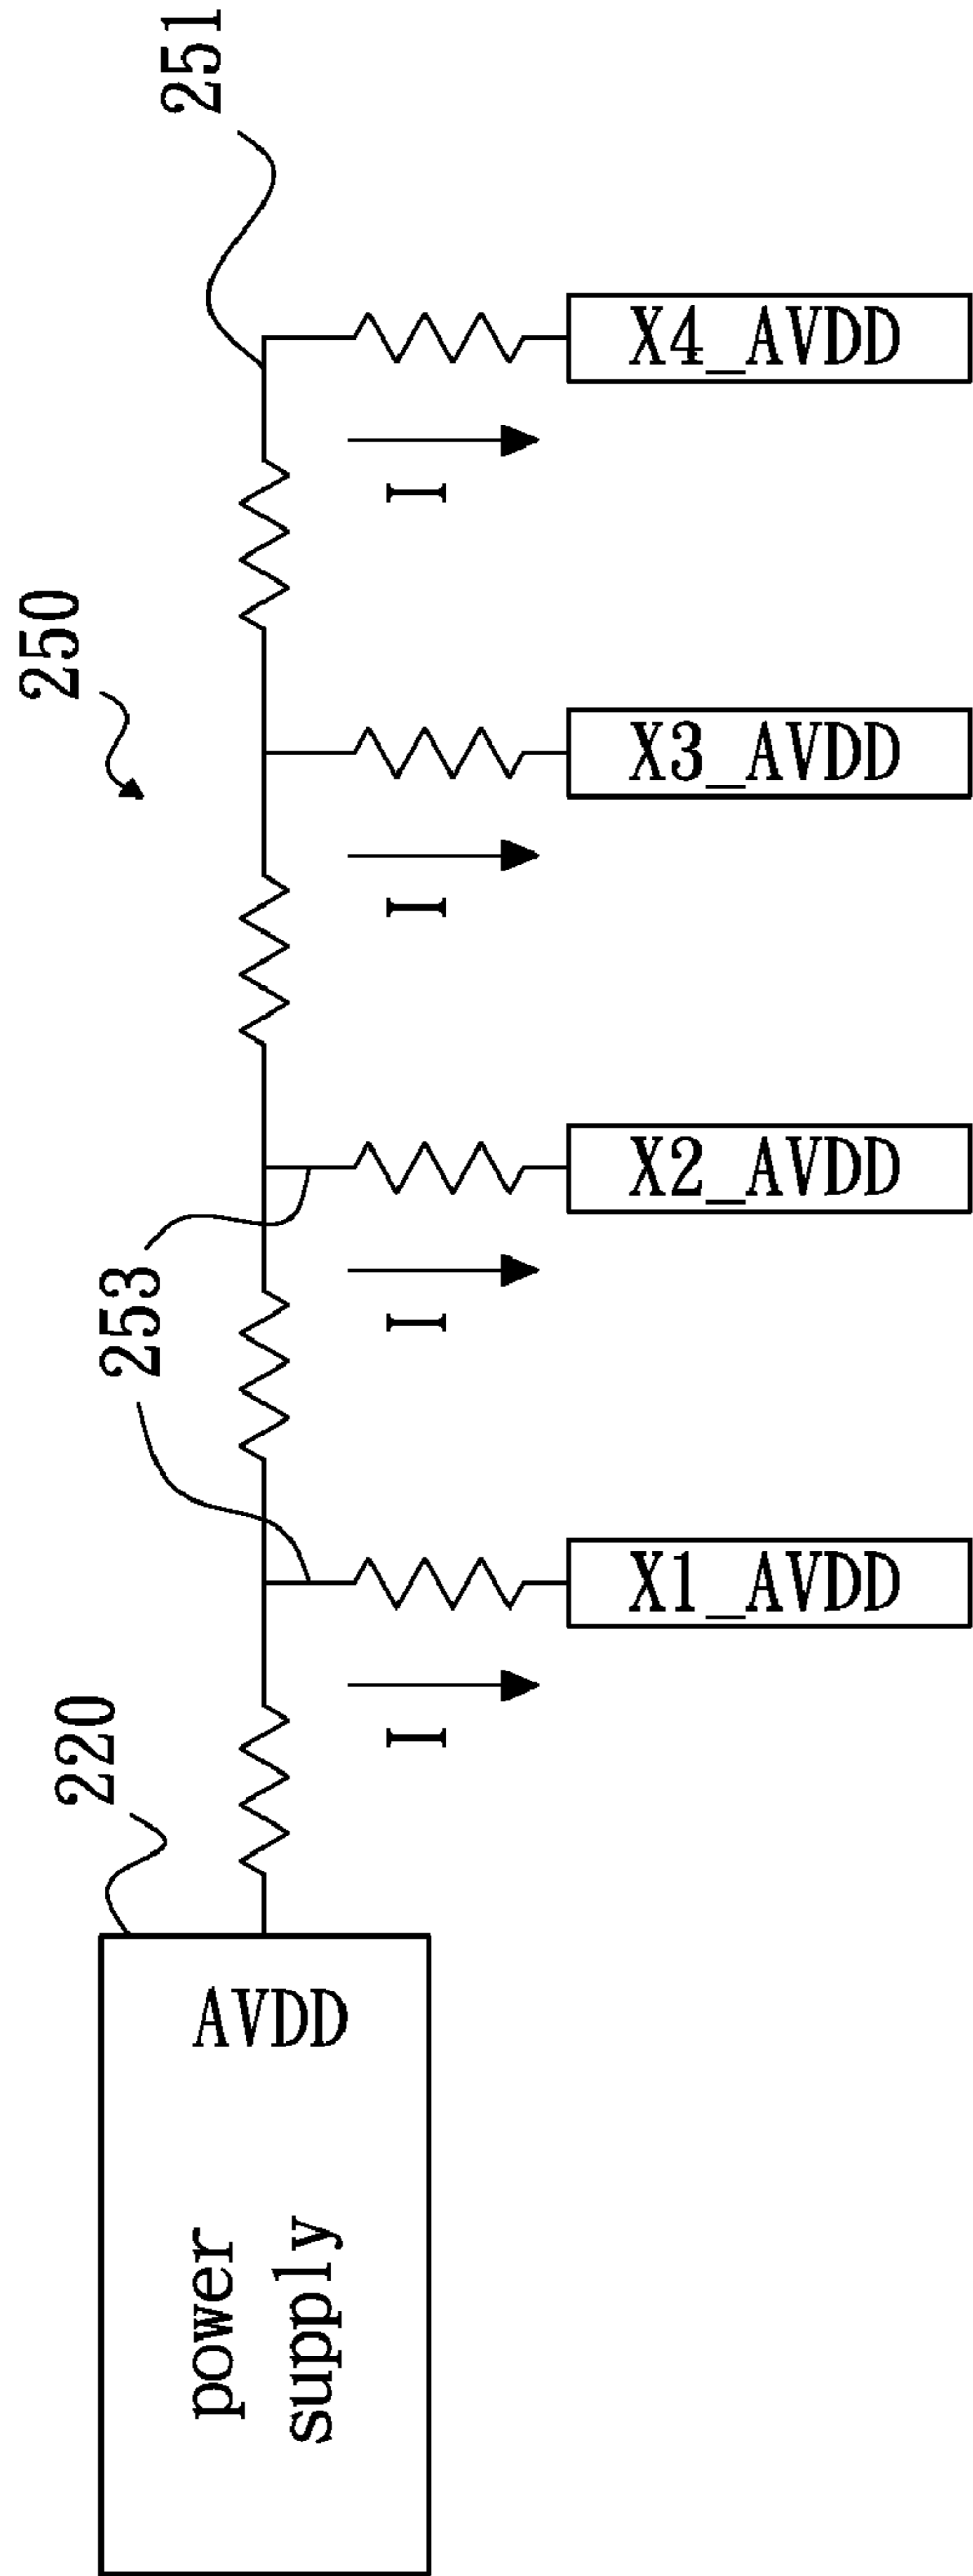 250
251
253
220
power
supply
AVDD
I
I
I
I
X1_AVDD
X2_AVDD
X3_AVDD
X4_AVDD